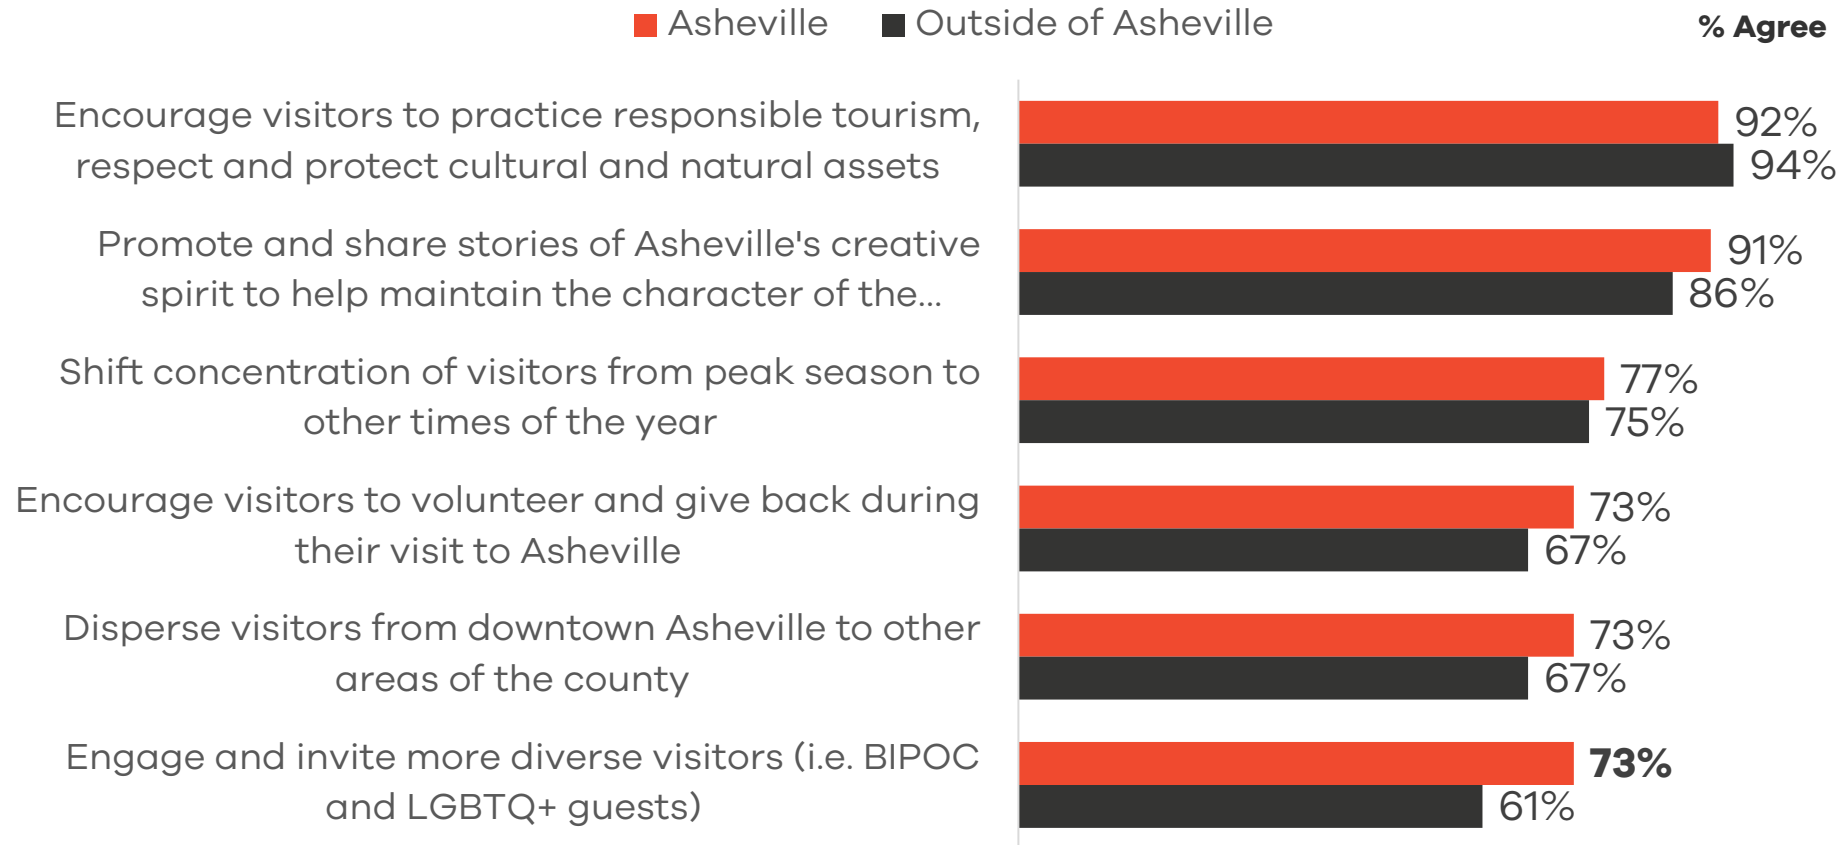 Asheville Outside of Asheville % Agree
Encourage visitors to practice responsible tourism,
respect and protect cultural and natural assets
92%
94%
Promote and share stories of Asheville's creative
spirit to help maintain the character of the...
91%
86%
Shift concentration of visitors from peak season to
other times of the year
77%
75%
Encourage visitors to volunteer and give back during
their visit to Asheville
73%
67%
Disperse visitors from downtown Asheville to other
areas of the county
73%
67%
Engage and invite more diverse visitors (i.e. BIPOC
and LGBTQ+ guests)
73%
61%